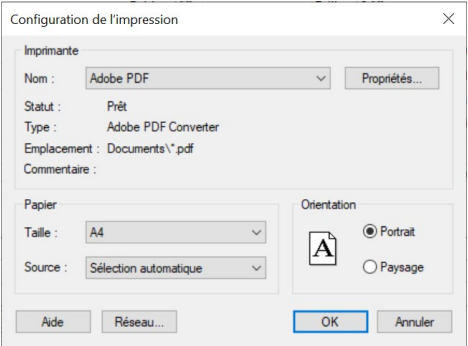 Configuration de l'impression
Imprimante
Nom : Adobe PDF Propriétés...
Statut : Prêt
Type : Adobe PDF Converter
Emplacement : Documents\*.pdf
Commentaire :
Papier
Taille : A4
Source : Sélection automatique
Orientation
A
Portrait
Paysage
Aide Réseau... OK Annuler